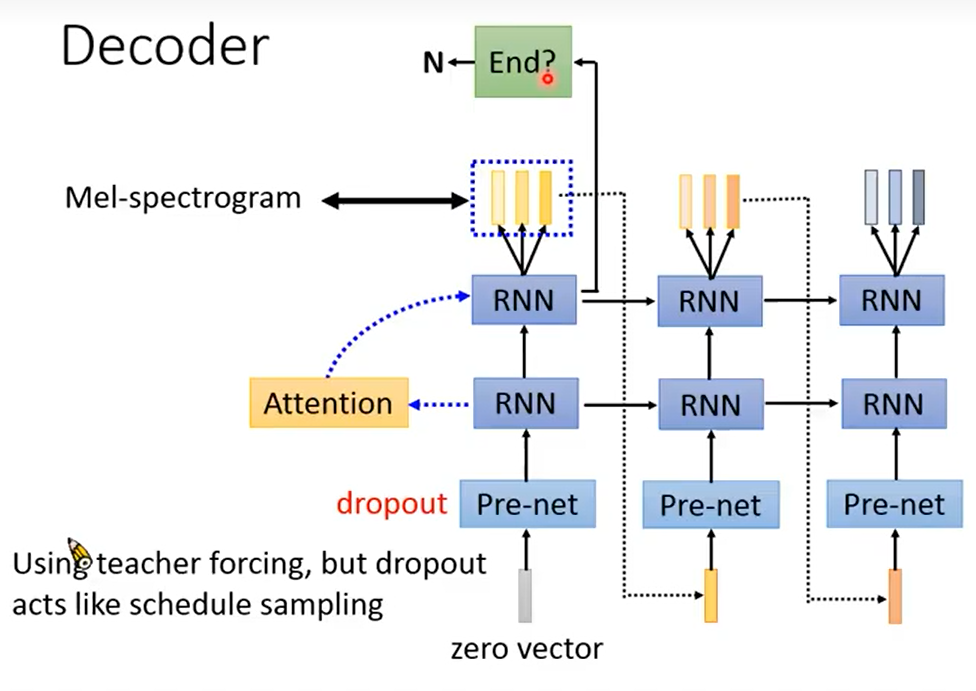 Decoder
N
End?
Mel-spectrogram
RNN
RNN
RNN
Attention
RNN
RNN
RNN
dropout
Pre-net
Pre-net
Pre-net
Using teacher forcing, but dropout
acts like schedule sampling
zero vector